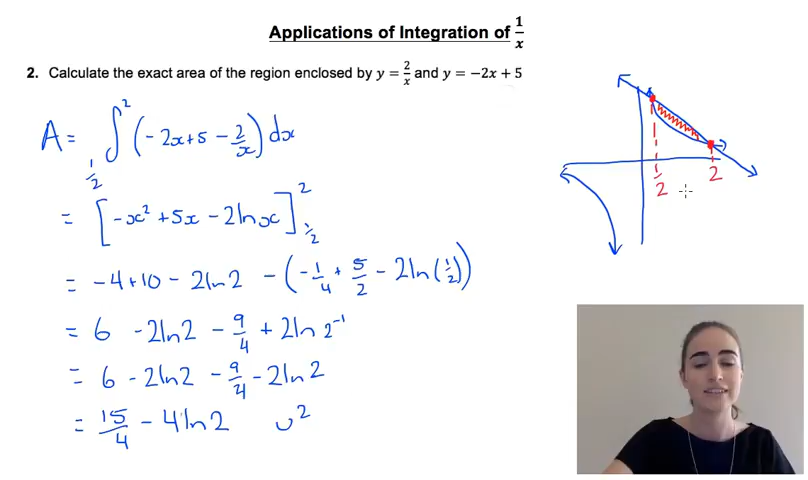 Applications of Integration of 1/x
2. Calculate the exact area of the region enclosed by y = 2/x and y = −2x + 5
A = ∫_{1/2}^{2} (-2x+5 - 2/x) dx
= [-x² + 5x - 2ln x]_{1/2}^{2}
= -4+10 - 2ln2 - (-1/4 + 5/2 - 2ln(1/2))
= 6 - 2ln2 - 9/4 + 2ln 2⁻¹
= 6 - 2ln2 - 9/4 - 2ln2
= 15/4 - 4ln2 u²
1/2 2